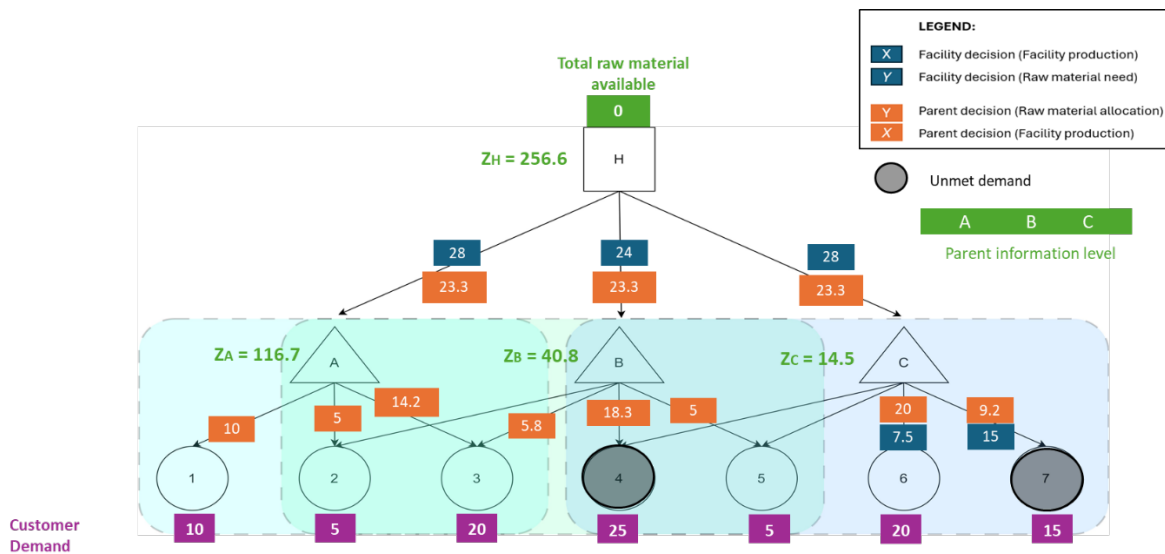 LEGEND:
X Facility decision (Facility production)
Y Facility decision (Raw material need)
Y Parent decision (Raw material allocation)
X Parent decision (Facility production)
Unmet demand
A B C
Parent information level
Total raw material
available
0
ZH = 256.6
H
28 24 28
23.3 23.3 23.3
ZA = 116.7 ZB = 40.8 ZC = 14.5
A B C
10 5 14.2 5.8 18.3 5 20 9.2
7.5 15
1 2 3 4 5 6 7
Customer
Demand
10 5 20 25 5 20 15